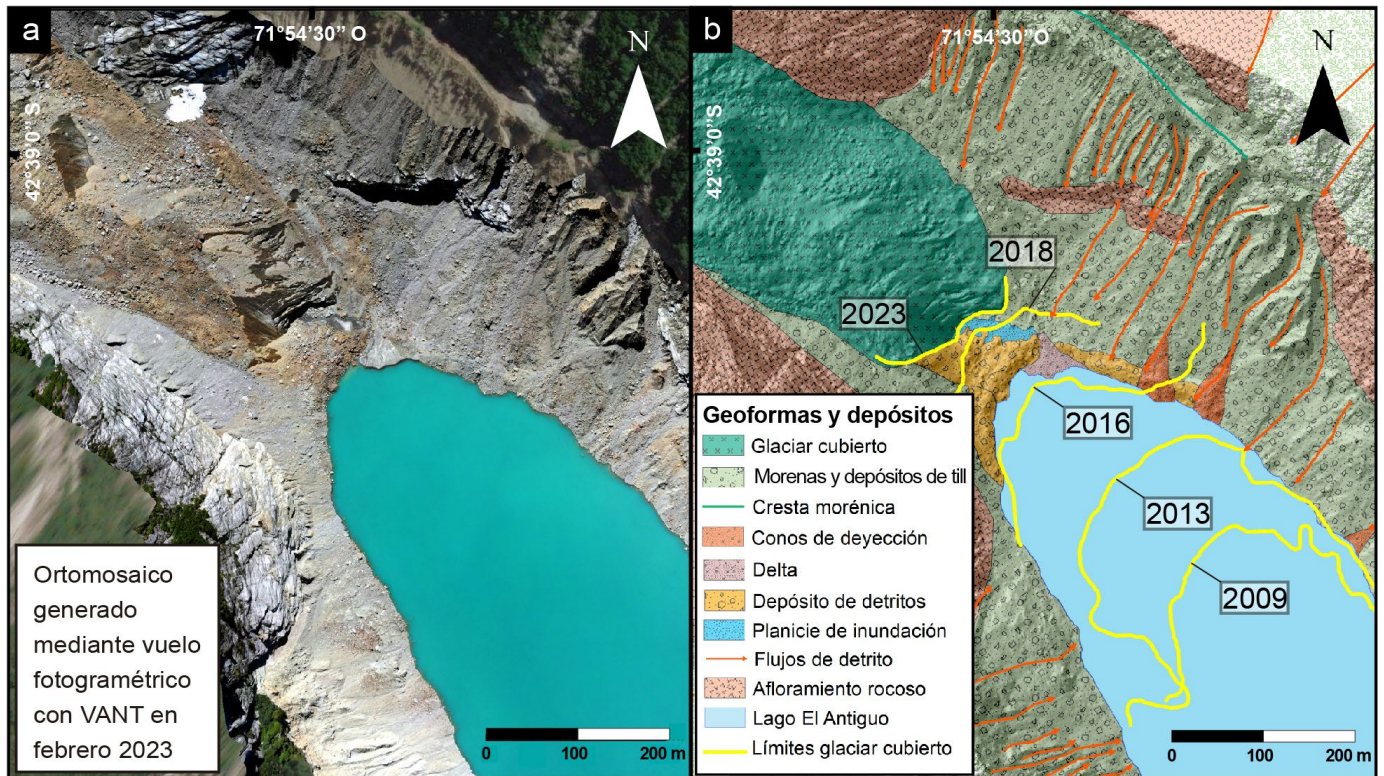 a
71°54'30" O
N
42°39'0"S
Ortomosaico
generado
mediante vuelo
fotogramétrico
con VANT en
febrero 2023
0 100 200 m
b
71°54'30"O
N
42°39'0"S
2018
2023
2016
2013
2009
Geoformas y depósitos
Glaciar cubierto
Morenas y depósitos de till
Cresta morénica
Conos de deyección
Delta
Depósito de detritos
Planicie de inundación
Flujos de detrito
Afloramiento rocoso
Lago El Antiguo
Límites glaciar cubierto
0 100 200 m